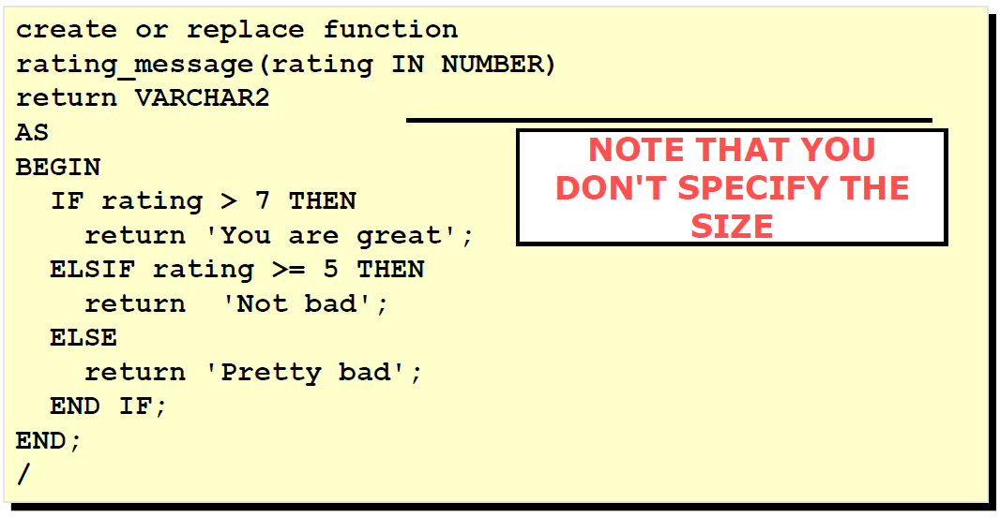 create or replace function
rating_message(rating IN NUMBER)
return VARCHAR2
AS
BEGIN
  IF rating > 7 THEN
    return 'You are great';
  ELSIF rating >= 5 THEN
    return  'Not bad';
  ELSE
    return 'Pretty bad';
  END IF;
END;
/
NOTE THAT YOU
DON'T SPECIFY THE
SIZE